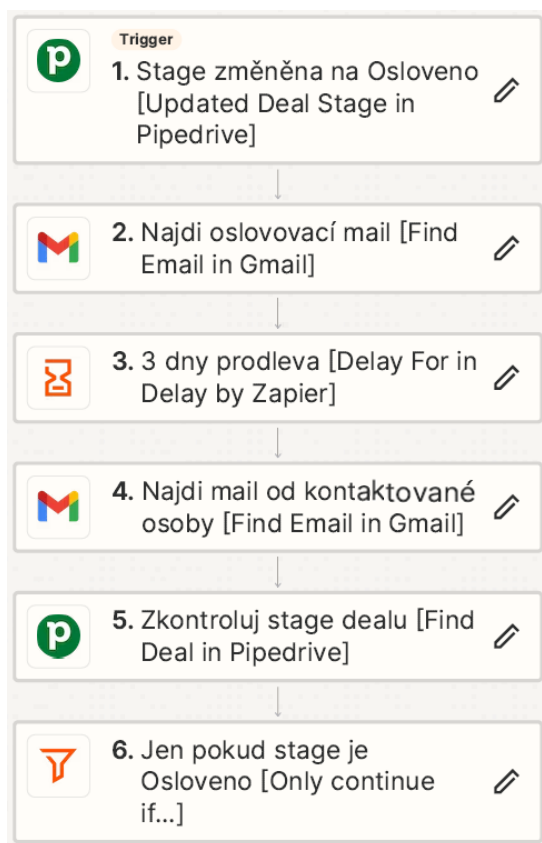 Trigger
1. Stage změněna na Osloveno
[Updated Deal Stage in
Pipedrive]
2. Najdi oslovovací mail [Find
Email in Gmail]
3. 3 dny prodleva [Delay For in
Delay by Zapier]
4. Najdi mail od kontaktované
osoby [Find Email in Gmail]
5. Zkontroluj stage dealu [Find
Deal in Pipedrive]
6. Jen pokud stage je
Osloveno [Only continue
if...]